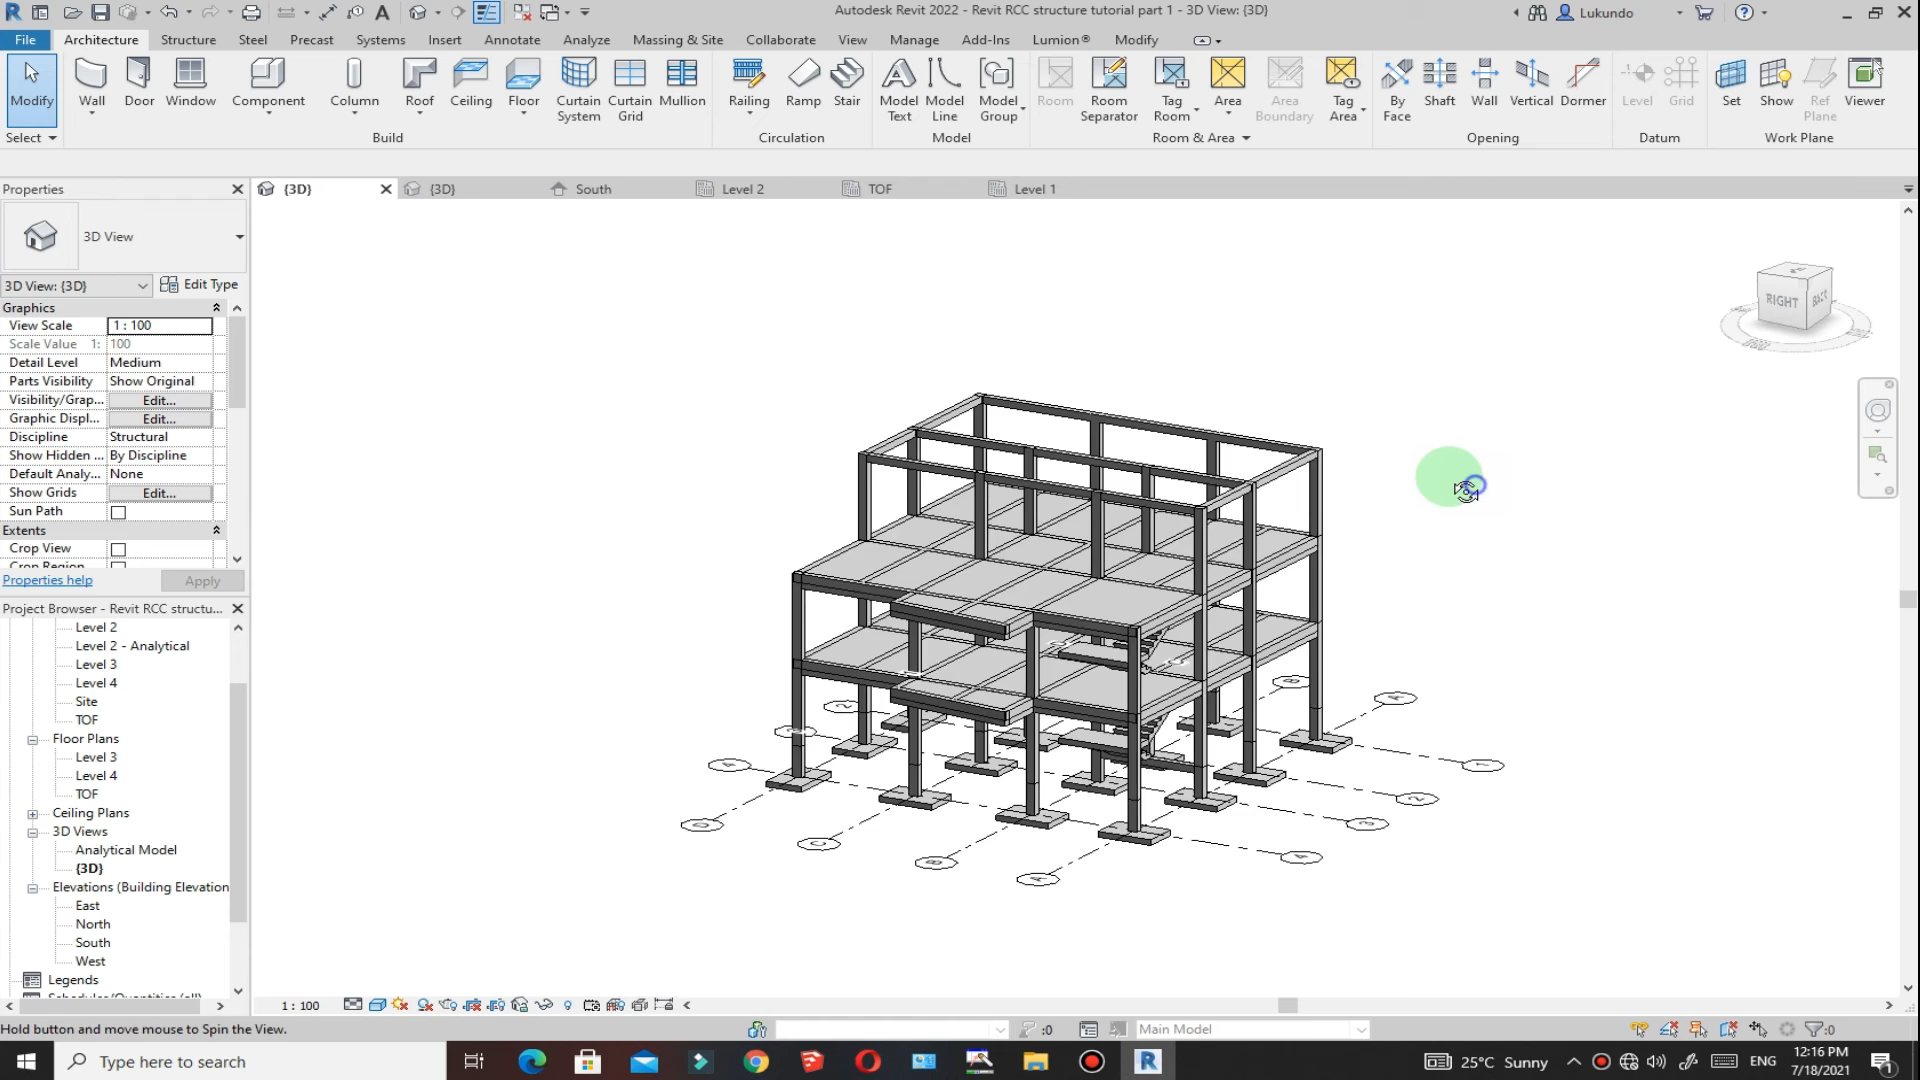 Autodesk Revit 2022 - Revit RCC structure tutorial part 1 - 3D View: {3D}
Lukundo
File Architecture Structure Steel Precast Systems Insert Annotate Analyze Massing & Site Collaborate View Manage Add-Ins Lumion® Modify
Modify Wall Door Window Component Column Roof Ceiling Floor Curtain System Curtain Grid Mullion Railing Ramp Stair Model Text Model Line Model Group Room Room Separator Tag Room Area Area Boundary Tag Area By Face Shaft Wall Vertical Dormer Level Grid Set Show Ref Plane Viewer
Select Build Circulation Model Room & Area Opening Datum Work Plane
Properties
{3D} {3D} South Level 2 TOF Level 1
3D View
3D View: {3D} Edit Type
Graphics
View Scale 1 : 100
Scale Value 1: 100
Detail Level Medium
Parts Visibility Show Original
Visibility/Grap... Edit...
Graphic Displ... Edit...
Discipline Structural
Show Hidden ... By Discipline
Default Analy... None
Show Grids Edit...
Sun Path
Extents
Crop View
Crop Region
Properties help Apply
RIGHT BACK
Project Browser - Revit RCC structu...
Level 2
Level 2 - Analytical
Level 3
Level 4
Site
TOF
Floor Plans
Level 3
Level 4
TOF
Ceiling Plans
3D Views
Analytical Model
{3D}
Elevations (Building Elevation
East
North
South
West
Legends
Schedules/Quantities (all)
1 : 100
Hold button and move mouse to Spin the View.
:0
Main Model
:0
Type here to search
25°C Sunny
ENG
12:16 PM
7/18/2021
1